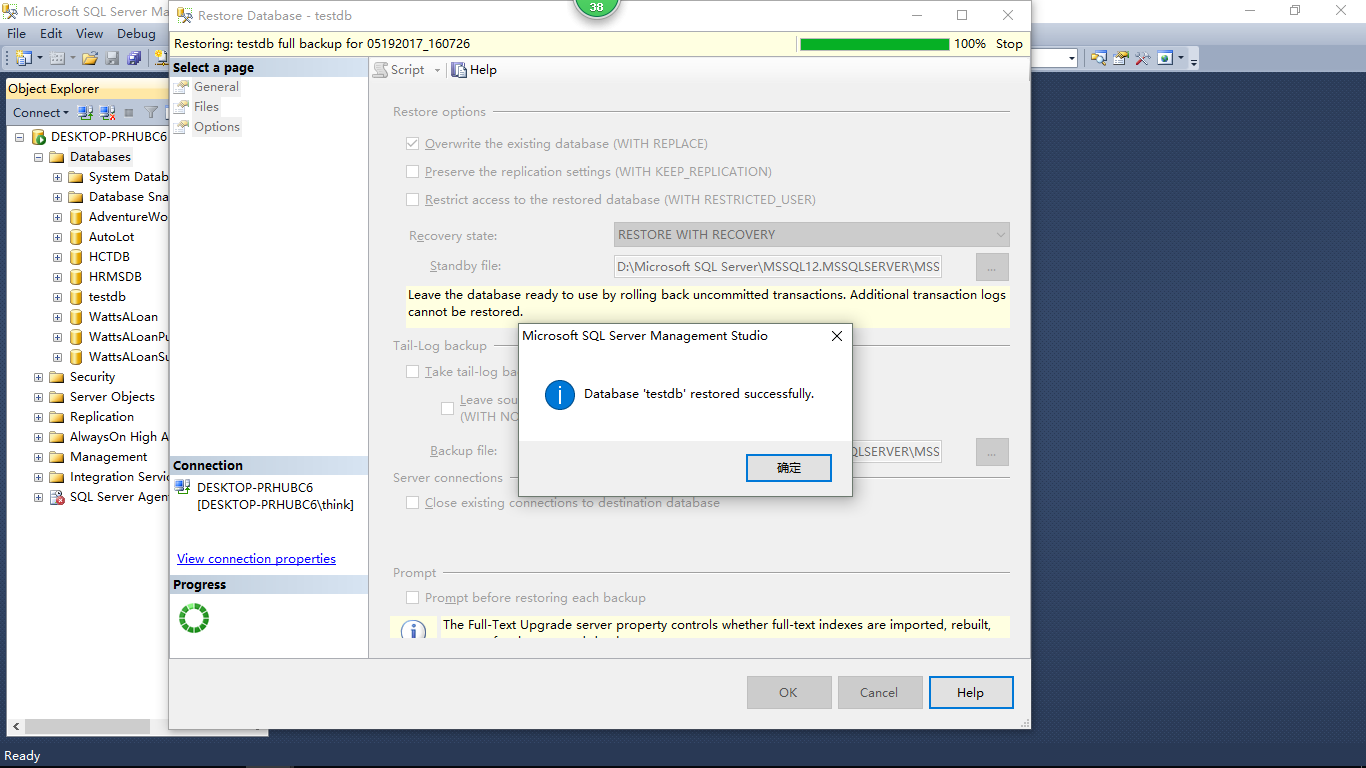 38
Microsoft SQL Server Ma
Restore Database - testdb
File Edit View Debug
Restoring: testdb full backup for 05192017_160726
100% Stop
Select a page
General
Files
Options
Script
Help
Object Explorer
Connect
DESKTOP-PRHUBC6
Databases
System Datab
Database Sna
AdventureWo
AutoLot
HCTDB
HRMSDB
testdb
WattsALoan
WattsALoanPu
WattsALoanSu
Security
Server Objects
Replication
AlwaysOn High A
Management
Integration Servic
SQL Server Agen
Connection
DESKTOP-PRHUBC6
[DESKTOP-PRHUBC6\think]
View connection properties
Progress
Restore options
Overwrite the existing database (WITH REPLACE)
Preserve the replication settings (WITH KEEP_REPLICATION)
Restrict access to the restored database (WITH RESTRICTED_USER)
Recovery state:
RESTORE WITH RECOVERY
Standby file:
D:\Microsoft SQL Server\MSSQL12.MSSQLSERVER\MSS
...
Leave the database ready to use by rolling back uncommitted transactions. Additional transaction logs
cannot be restored.
Tail-Log backup
Take tail-log ba
Leave sou
(WITH NO
Backup file:
QLSERVER\MSS
...
Server connections
Close existing connections to destination database
Prompt
Prompt before restoring each backup
The Full-Text Upgrade server property controls whether full-text indexes are imported, rebuilt,
Microsoft SQL Server Management Studio
Database 'testdb' restored successfully.
确定
OK
Cancel
Help
Ready